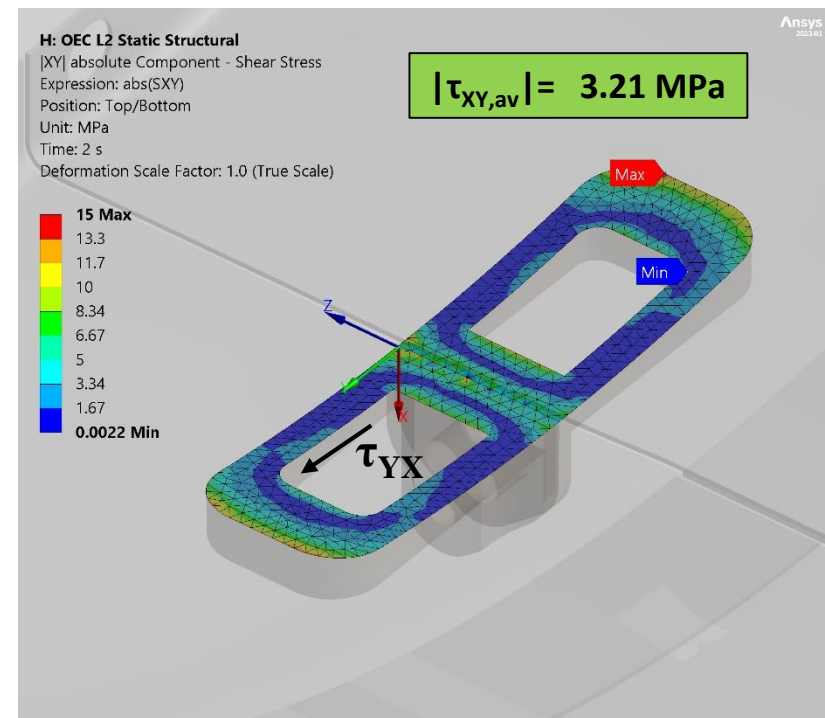 Ansys
2023 R1
H: OEC L2 Static Structural
|XY| absolute Component - Shear Stress
Expression: abs(SXY)
Position: Top/Bottom
Unit: MPa
Time: 2 s
Deformation Scale Factor: 1.0 (True Scale)
|τXY,av|= 3.21 MPa
15 Max
13.3
11.7
10
8.34
6.67
5
3.34
1.67
0.0022 Min
Max
Min
Z
X
τYX